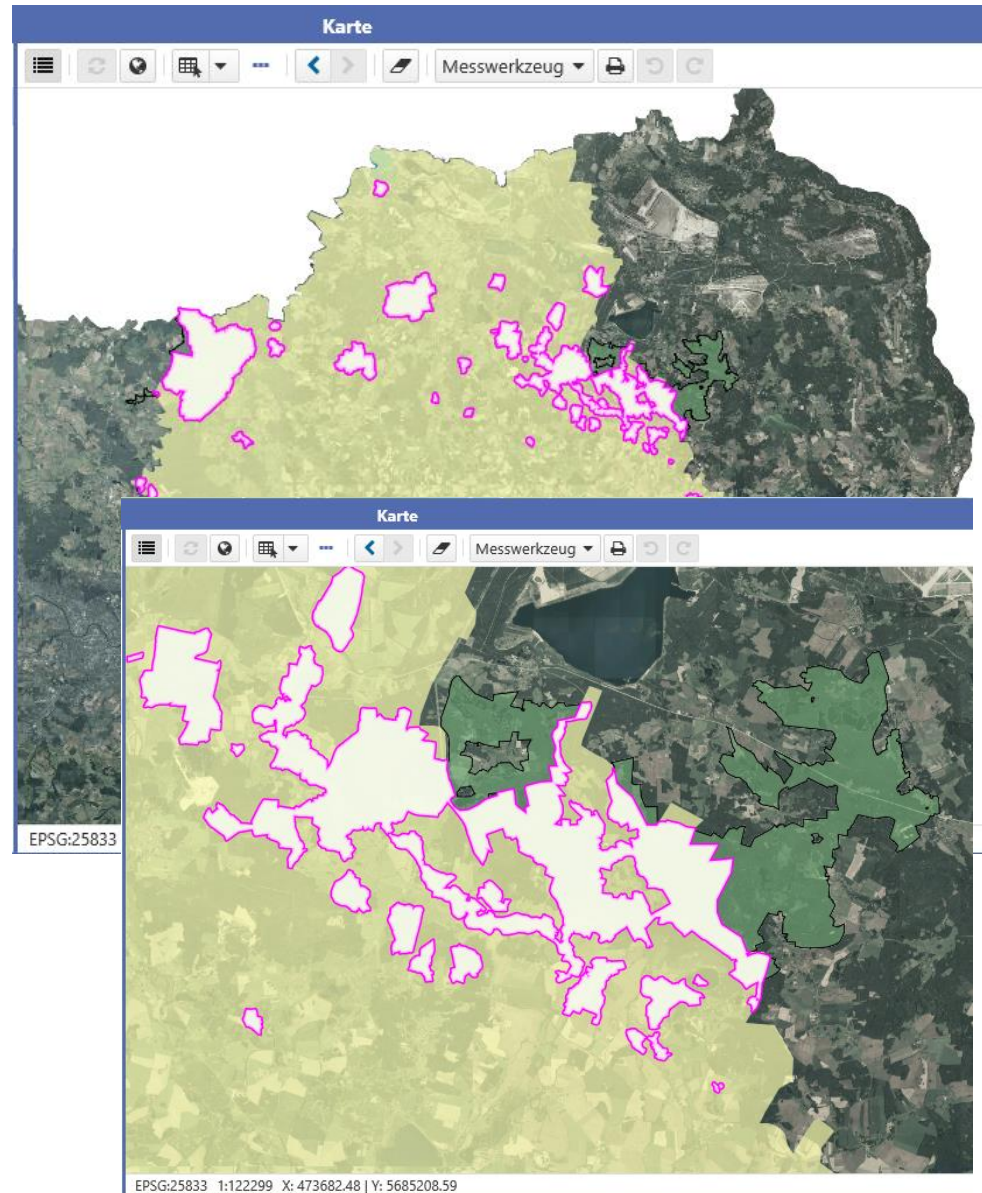 Karte
Messwerkzeug
Karte
Messwerkzeug
EPSG:25833
EPSG:25833 1:122299 X: 473682.48 | Y: 5685208.59